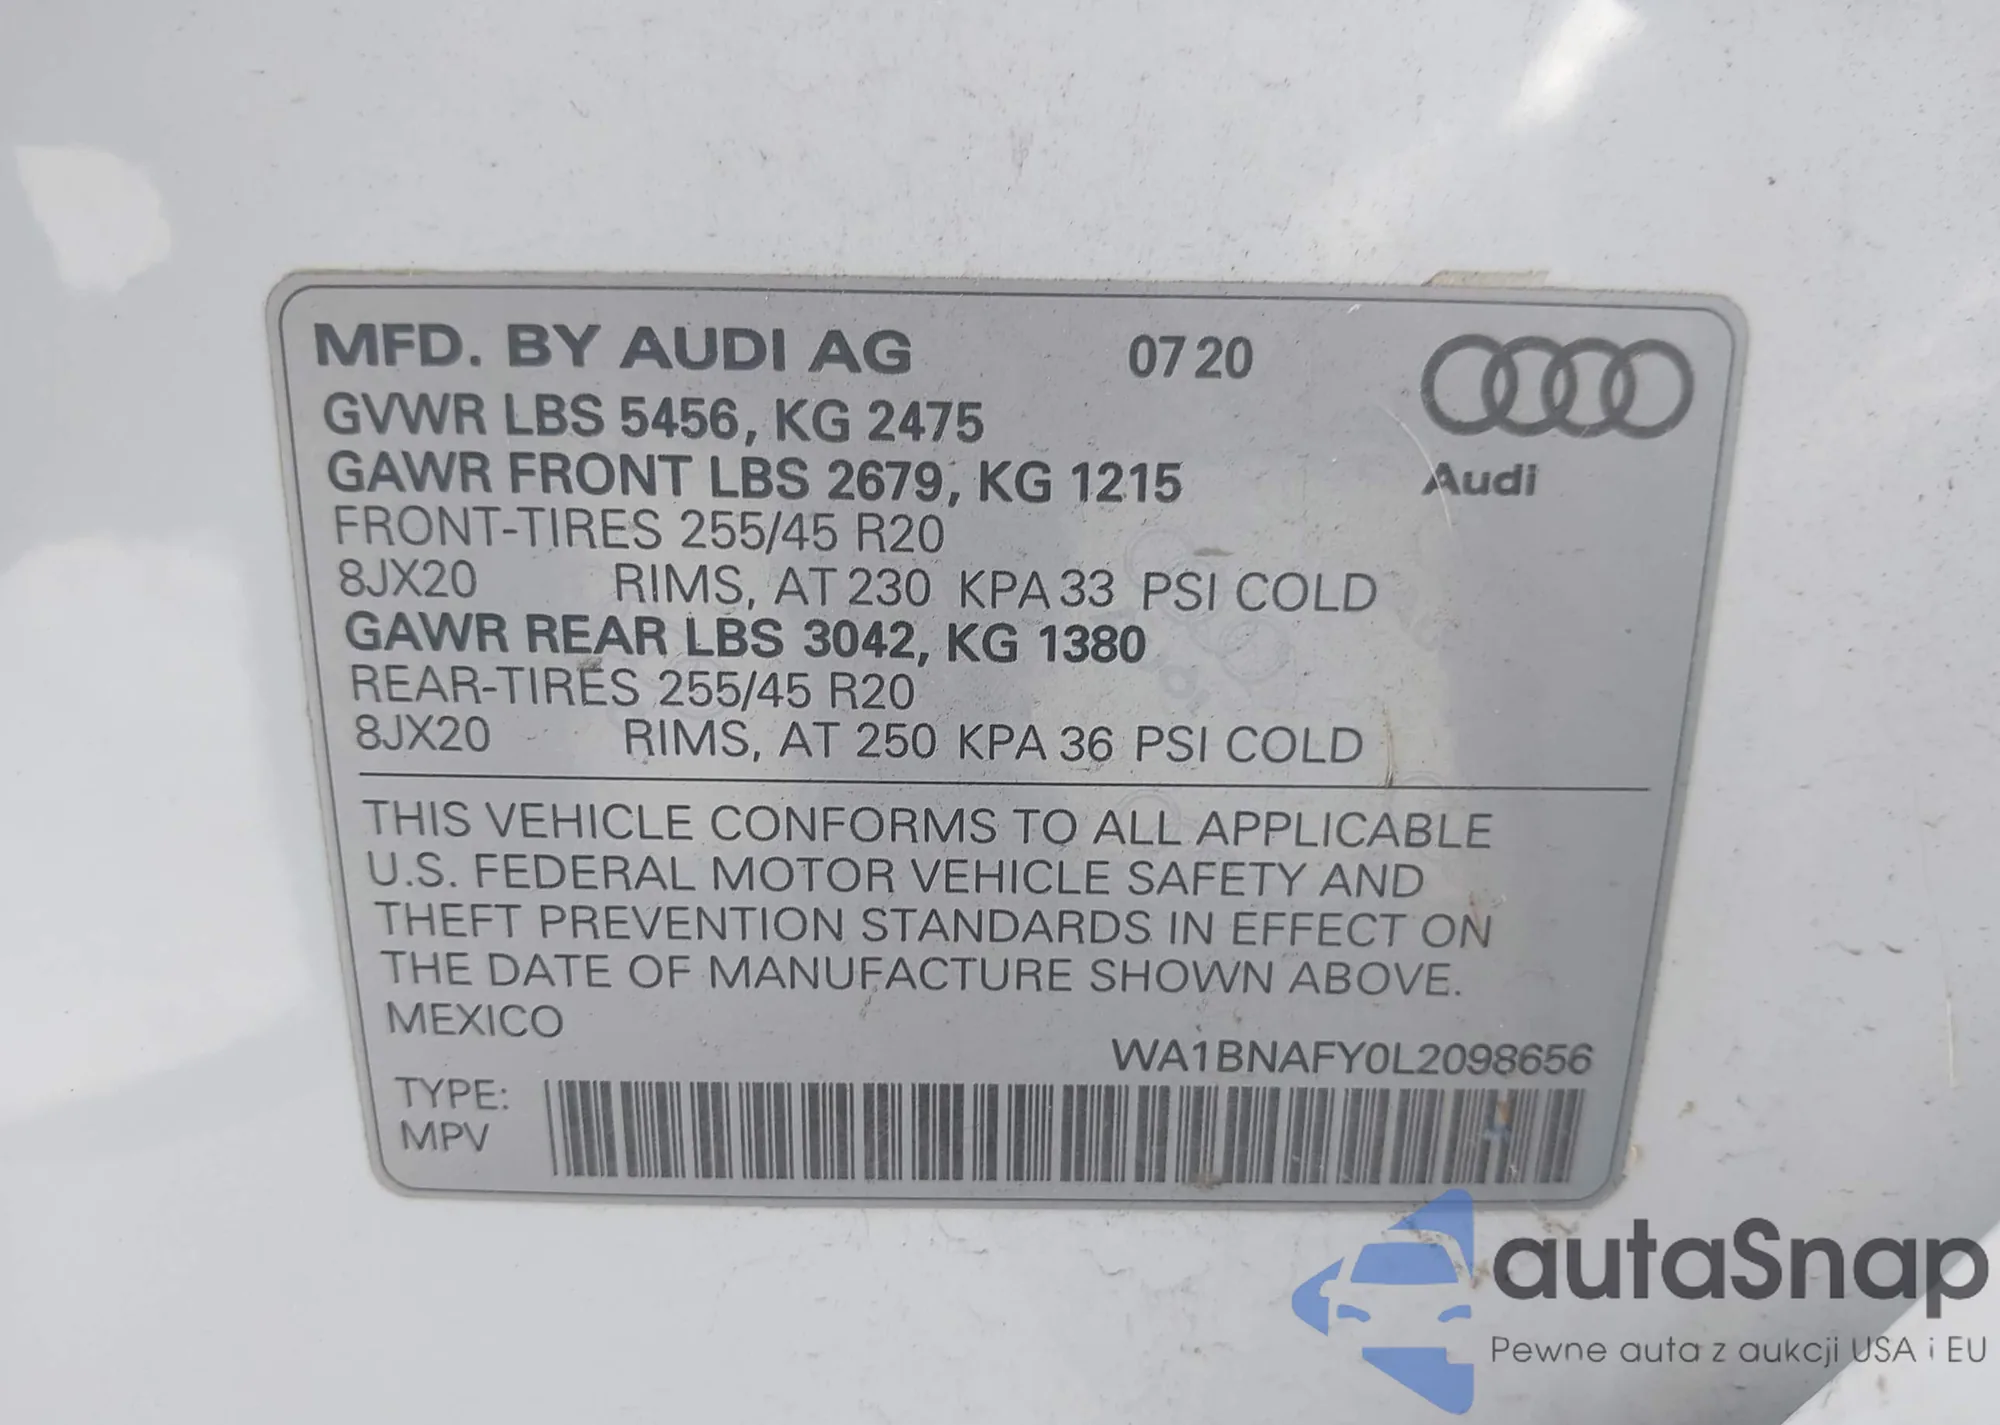 MFD. BY AUDI AG 07 20
GVWR LBS 5456, KG 2475
GAWR FRONT LBS 2679, KG 1215
Audi
FRONT-TIRES 255/45 R20
8JX20 RIMS, AT 230 KPA 33 PSI COLD
GAWR REAR LBS 3042, KG 1380
REAR-TIRES 255/45 R20
8JX20 RIMS, AT 250 KPA 36 PSI COLD
THIS VEHICLE CONFORMS TO ALL APPLICABLE
U.S. FEDERAL MOTOR VEHICLE SAFETY AND
THEFT PREVENTION STANDARDS IN EFFECT ON
THE DATE OF MANUFACTURE SHOWN ABOVE.
MEXICO
WA1BNAFY0L2098656
TYPE:
MPV
autaSnap
Pewne auta z aukcji USA i EU